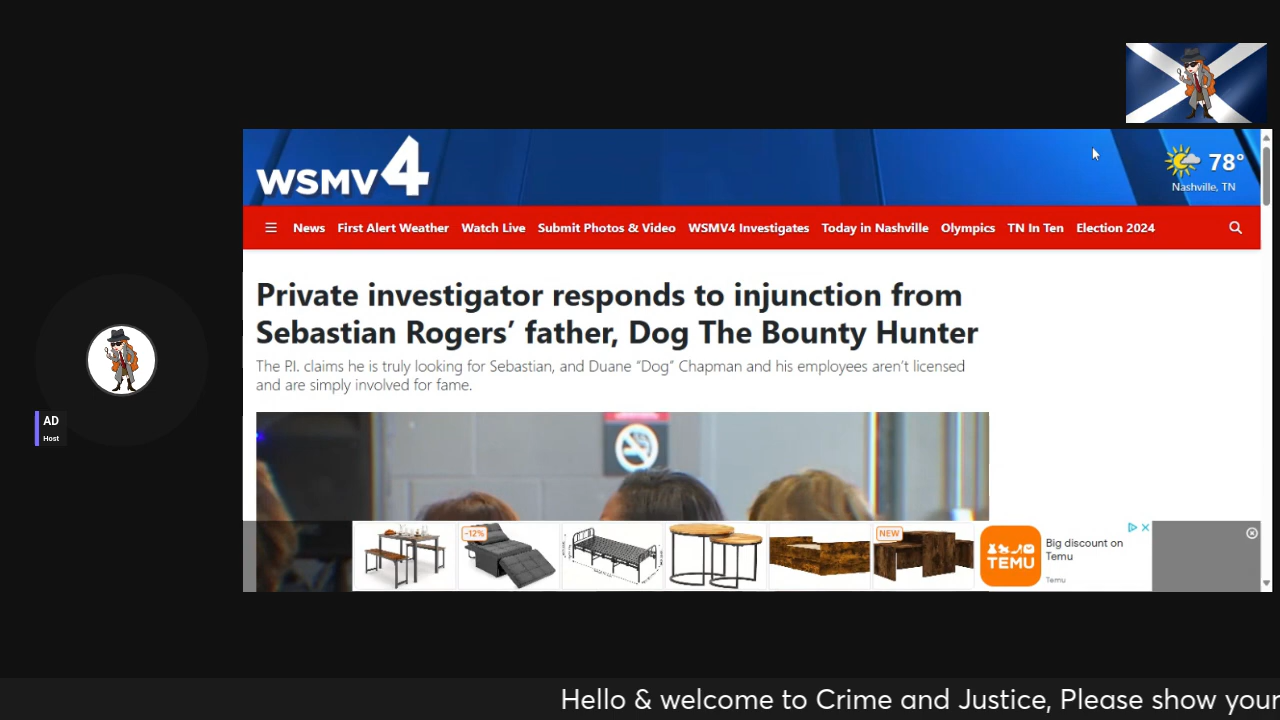 WSMV4
78°
Nashville, TN
News First Alert Weather Watch Live Submit Photos & Video WSMV4 Investigates Today in Nashville Olympics TN In Ten Election 2024
Private investigator responds to injunction from
Sebastian Rogers’ father, Dog The Bounty Hunter
The P.I. claims he is truly looking for Sebastian, and Duane “Dog” Chapman and his employees aren’t licensed
and are simply involved for fame.
AD
Host
-12%
NEW
TEMU
Big discount on
Temu
Temu
Hello & welcome to Crime and Justice, Please show your